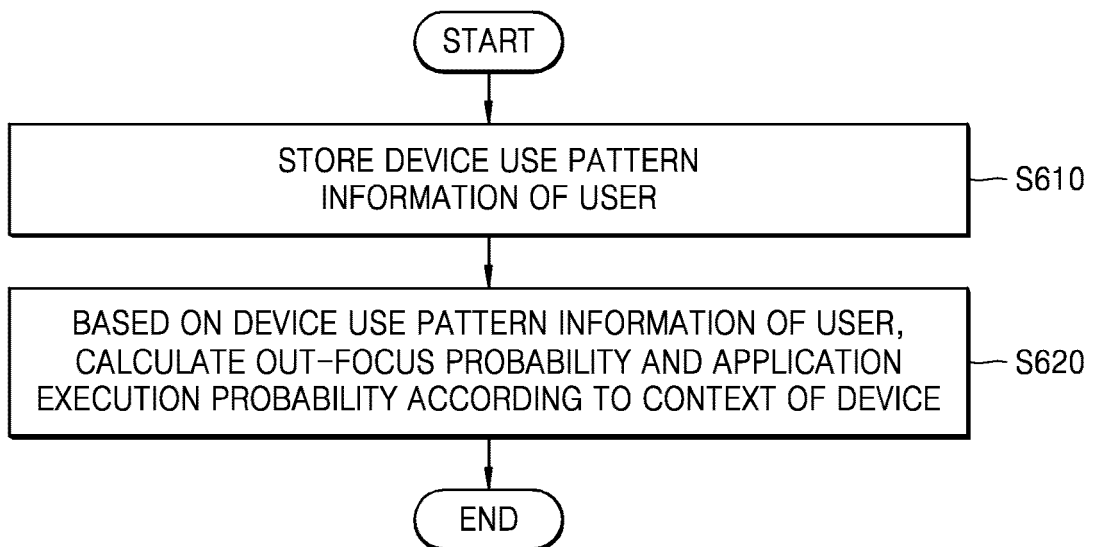 START
STORE DEVICE USE PATTERN
INFORMATION OF USER
S610
BASED ON DEVICE USE PATTERN INFORMATION OF USER,
CALCULATE OUT-FOCUS PROBABILITY AND APPLICATION
EXECUTION PROBABILITY ACCORDING TO CONTEXT OF DEVICE
S620
END